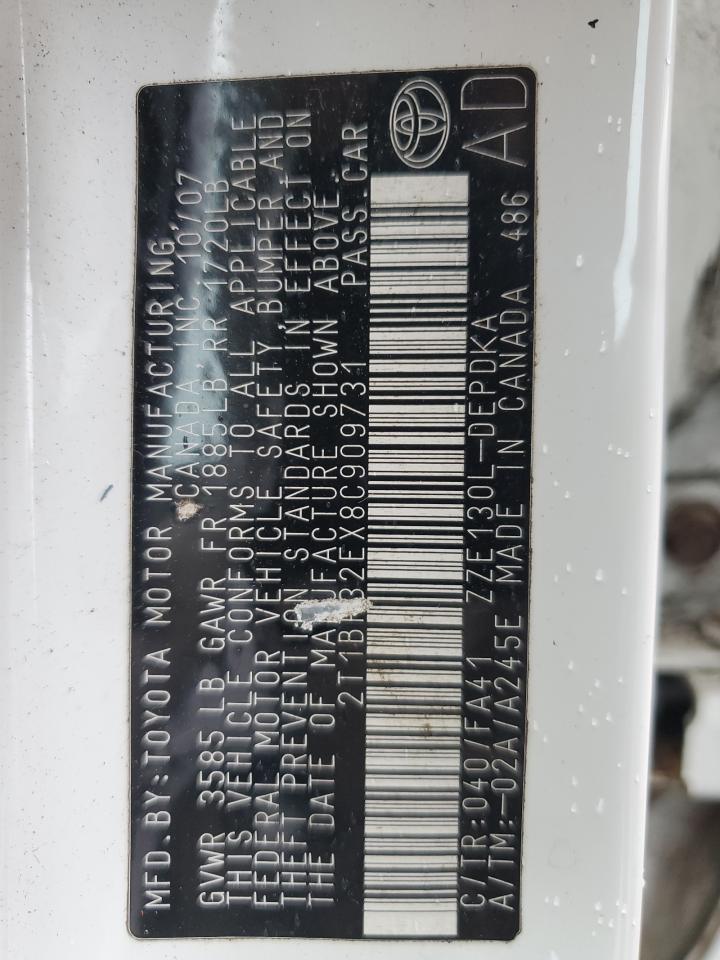 MFD.BY:TOYOTA MOTOR MANUFACTURING
CANADA, INC. 10/07
GVWR 3585LB GAWR FR 1885LB, RR 1720LB
THIS VEHICLE CONFORMS TO ALL APPLICABLE
FEDERAL MOTOR VEHICLE SAFETY, BUMPER AND
THEFT PREVENTION STANDARDS IN EFFECT ON
THE DATE OF MANUFACTURE SHOWN ABOVE.
2T1BR32EX8C909731 PASS.CAR
C/TR:040/FA41 ZZE130L-DEPDKA
A/TM:-02A/A245E MADE IN CANADA 486
AD